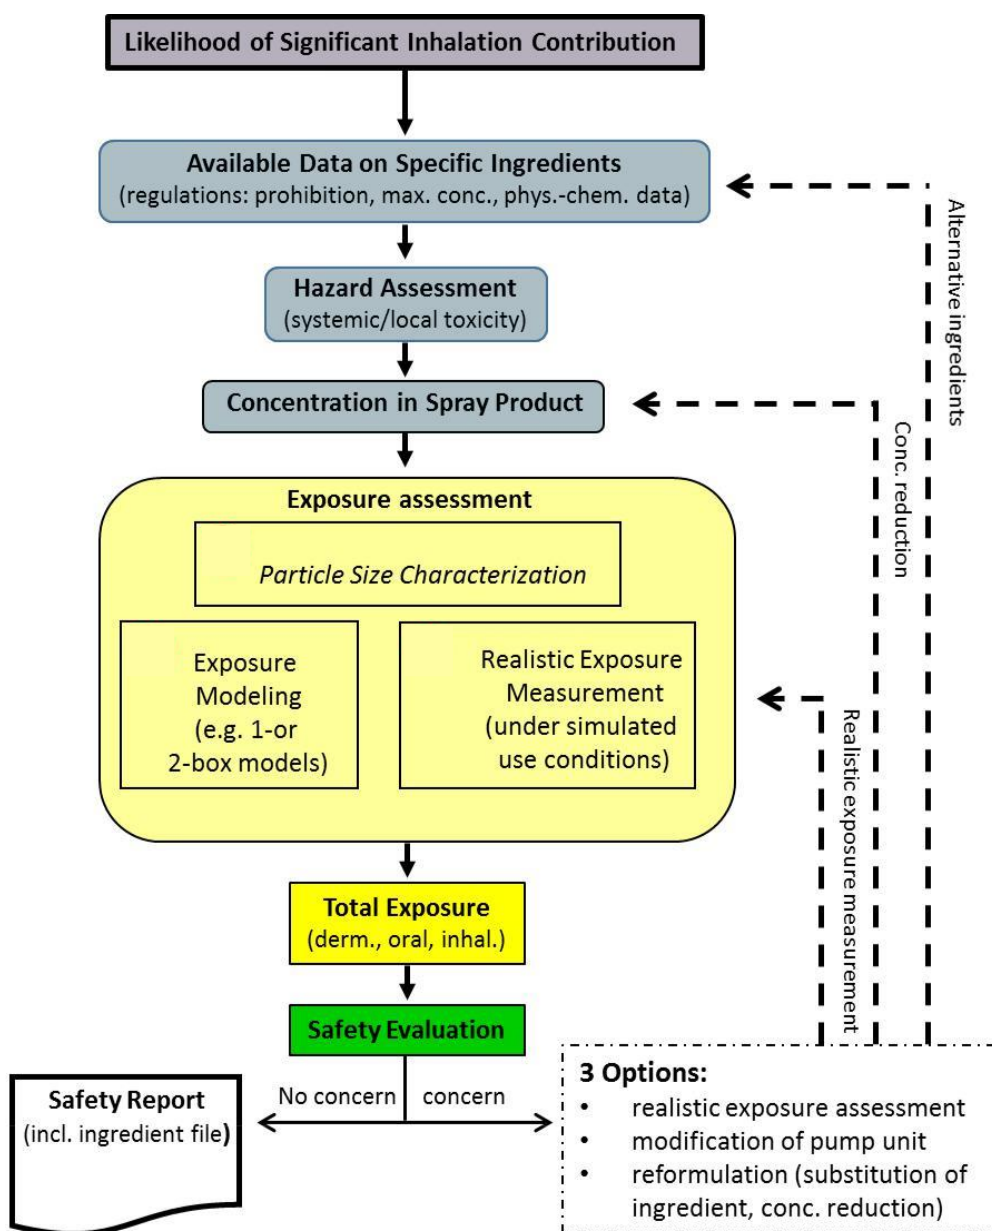 Likelihood of Significant Inhalation Contribution
Available Data on Specific Ingredients
(regulations: prohibition, max. conc., phys.-chem. data)
Hazard Assessment
(systemic/local toxicity)
Concentration in Spray Product
Exposure assessment
Particle Size Characterization
Exposure
Modeling
(e.g. 1-or
2-box models)
Realistic Exposure
Measurement
(under simulated
use conditions)
Total Exposure
(derm., oral, inhal.)
Safety Evaluation
No concern
concern
Safety Report
(incl. ingredient file)
3 Options:
• realistic exposure assessment
• modification of pump unit
• reformulation (substitution of
ingredient, conc. reduction)
Realistic exposure measurement
Conc. reduction
Alternative ingredients